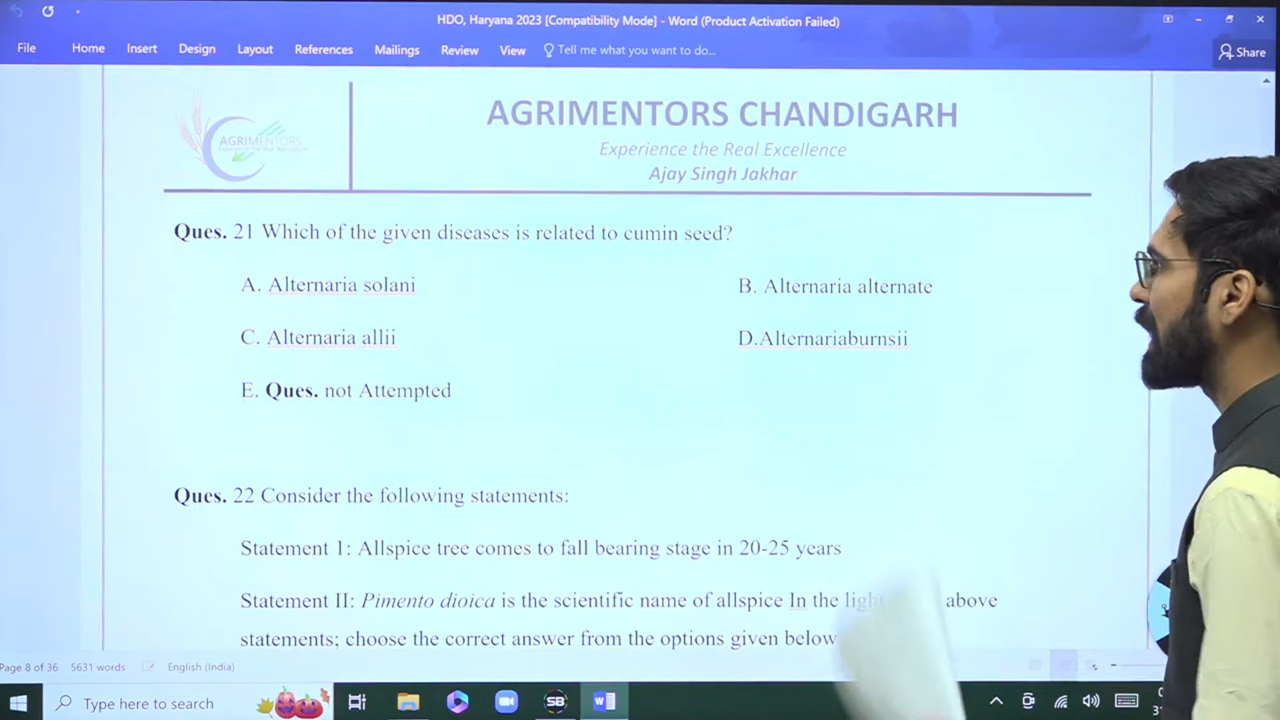 HDO, Haryana 2023 [Compatibility Mode] - Word (Product Activation Failed)
File Home Insert Design Layout References Mailings Review View Tell me what you want to do... Share
AGRIMENTORS
AGRIMENTORS CHANDIGARH
Experience the Real Excellence
Ajay Singh Jakhar
Ques. 21 Which of the given diseases is related to cumin seed?
A. Alternaria solani B. Alternaria alternate
C. Alternaria allii D.Alternariaburnsii
E. Ques. not Attempted
Ques. 22 Consider the following statements:
Statement 1: Allspice tree comes to fall bearing stage in 20-25 years
Statement II: Pimento dioica is the scientific name of allspice In the above
statements; choose the correct answer from the options given below
Page 8 of 36 5631 words English (India)
Type here to search SB